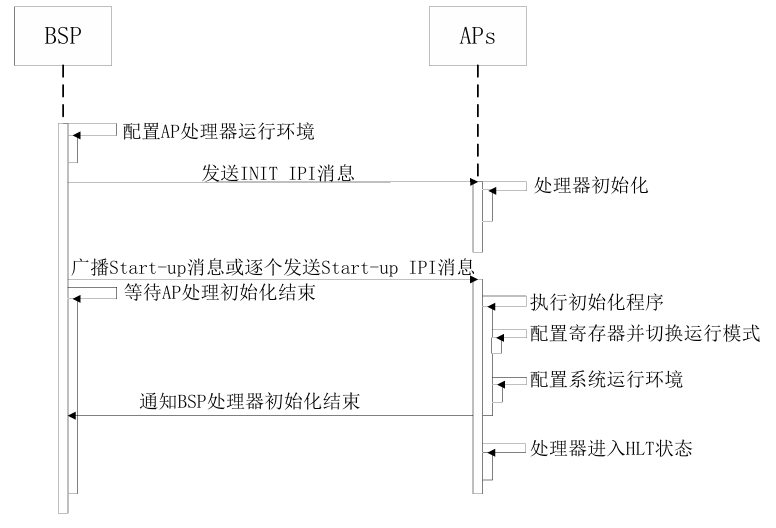 BSP
APs
配置AP处理器运行环境
发送INIT IPI消息
处理器初始化
广播Start-up消息或逐个发送Start-up IPI消息
等待AP处理初始化结束
执行初始化程序
配置寄存器并切换运行模式
配置系统运行环境
通知BSP处理器初始化结束
处理器进入HLT状态